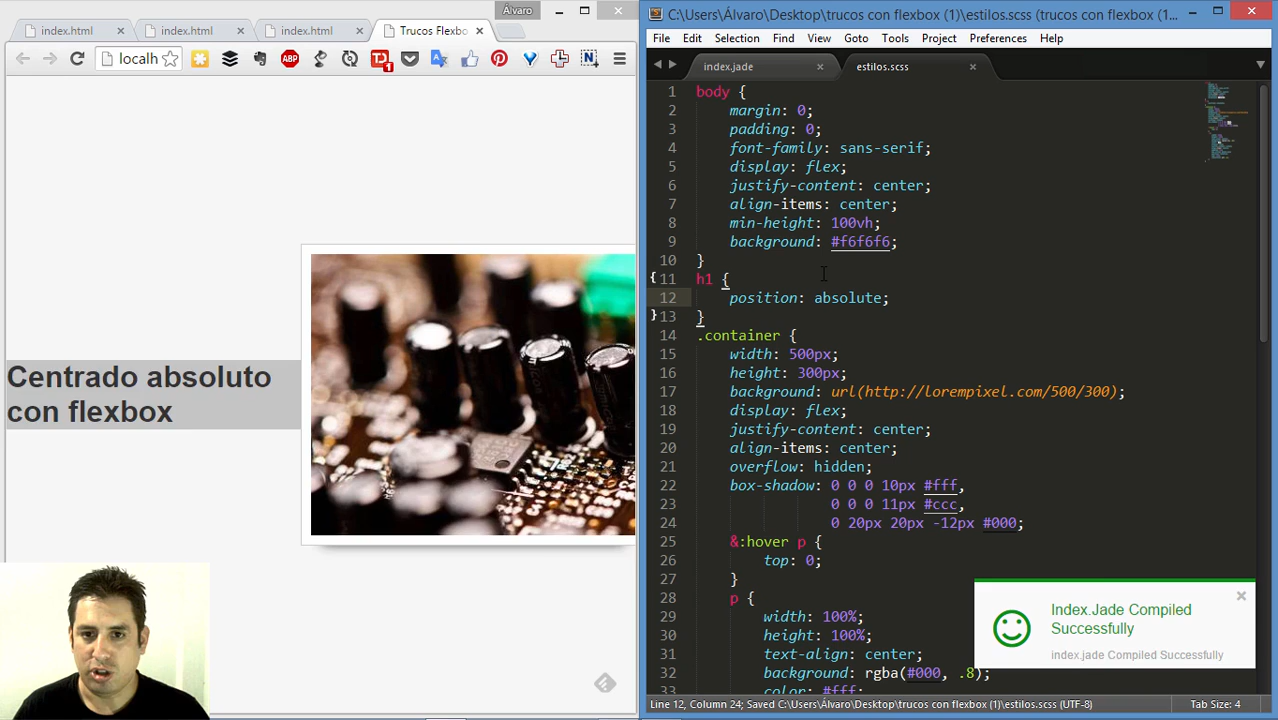 Álvaro
index.html
index.html
index.html
Trucos Flexbo
localh
ABP
1
N
Centrado absoluto
con flexbox
C:\Users\Álvaro\Desktop\trucos con flexbox (1)\estilos.scss (trucos con flexbox (1...
File Edit Selection Find View Goto Tools Project Preferences Help
index.jade
estilos.scss
1 body {
2 margin: 0;
3 padding: 0;
4 font-family: sans-serif;
5 display: flex;
6 justify-content: center;
7 align-items: center;
8 min-height: 100vh;
9 background: #f6f6f6;
10 }
11 h1 {
12 position: absolute;
13 }
14 .container {
15 width: 500px;
16 height: 300px;
17 background: url(http://lorempixel.com/500/300);
18 display: flex;
19 justify-content: center;
20 align-items: center;
21 overflow: hidden;
22 box-shadow: 0 0 0 10px #fff,
23 0 0 0 11px #ccc,
24 0 20px 20px -12px #000;
25 &:hover p {
26 top: 0;
27 }
28 p {
29 width: 100%;
30 height: 100%;
31 text-align: center;
32 background: rgba(#000, .8);
33 color: #fff;
Index.Jade Compiled
Successfully
index.jade Compiled Successfully
Line 12, Column 24; Saved C:\Users\Álvaro\Desktop\trucos con flexbox (1)\estilos.scss (UTF-8)
Tab Size: 4